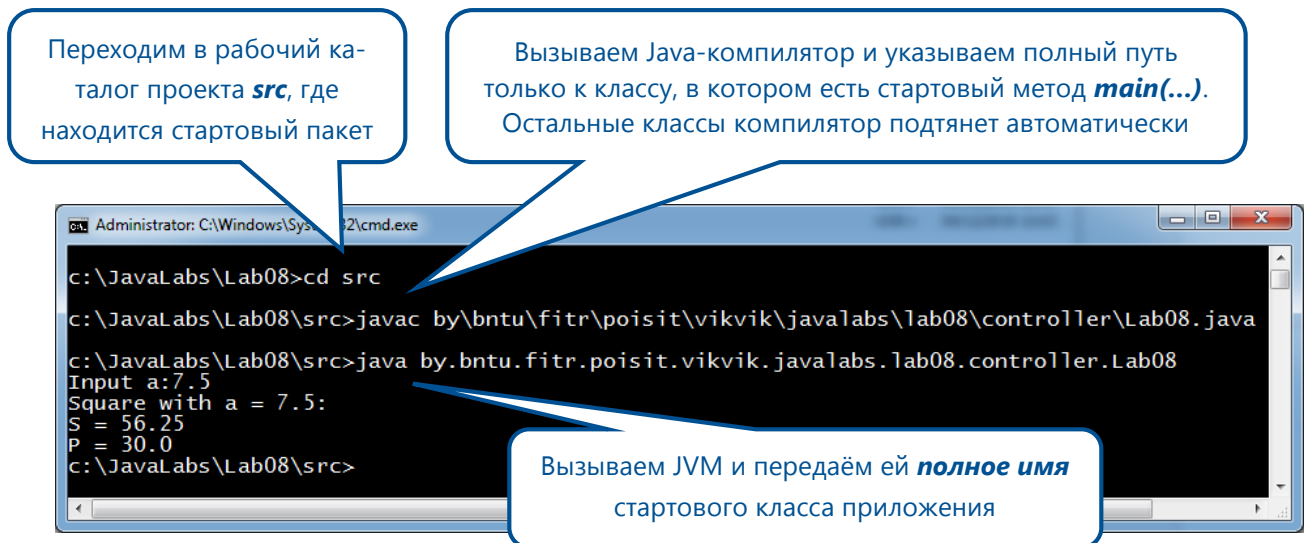 Переходим в рабочий ка-
талог проекта src, где
находится стартовый пакет
Вызываем Java-компилятор и указываем полный путь
только к классу, в котором есть стартовый метод main(...).
Остальные классы компилятор подтянет автоматически
Administrator: C:\Windows\Sys 32\cmd.exe
c:\JavaLabs\Lab08>cd src
c:\JavaLabs\Lab08\src>javac by\bntu\fitr\poisit\vikvik\javalabs\lab08\controller\Lab08.java
c:\JavaLabs\Lab08\src>java by.bntu.fitr.poisit.vikvik.javalabs.lab08.controller.Lab08
Input a:7.5
Square with a = 7.5:
S = 56.25
P = 30.0
c:\JavaLabs\Lab08\src>
Вызываем JVM и передаём ей полное имя
стартового класса приложения